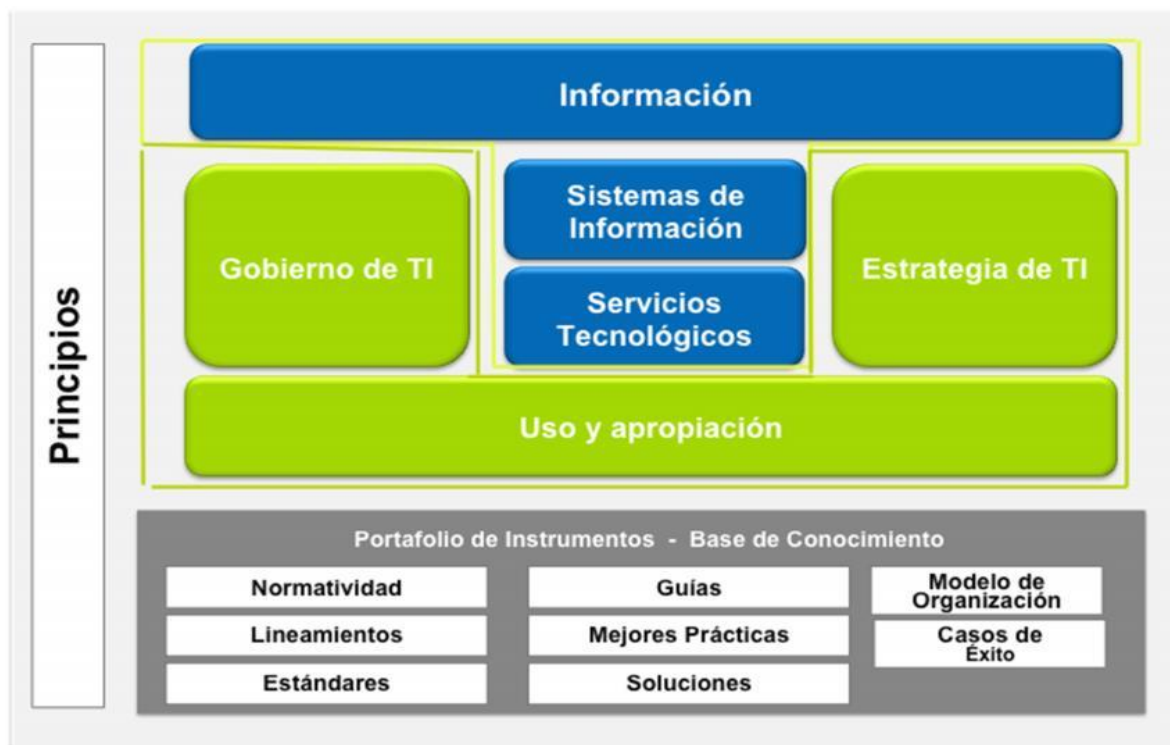 Principios
Información
Gobierno de TI
Sistemas de
Información
Servicios
Tecnológicos
Estrategia de TI
Uso y apropiación
Portafolio de Instrumentos - Base de Conocimiento
Normatividad
Lineamientos
Estándares
Guías
Mejores Prácticas
Soluciones
Modelo de
Organización
Casos de
Éxito